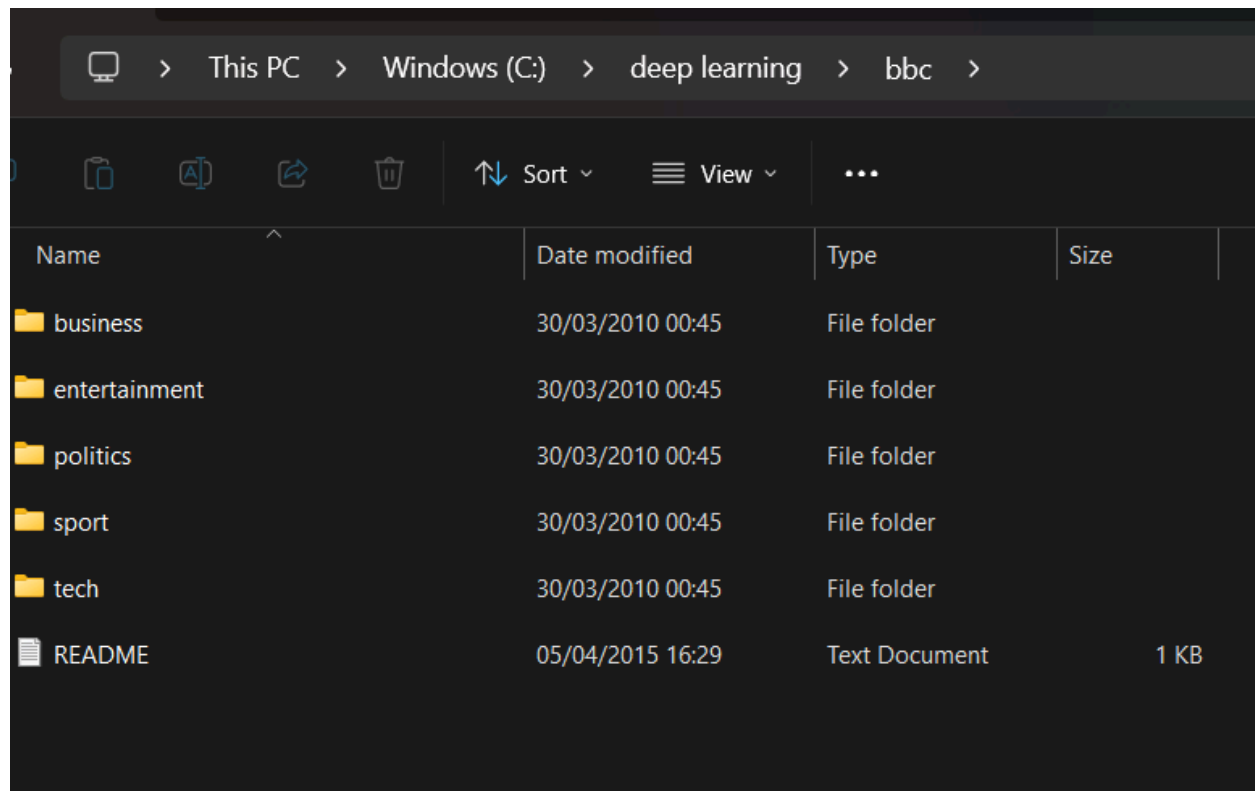 This PC > Windows (C:) > deep learning > bbc >
Sort View •••
Name Date modified Type Size
business 30/03/2010 00:45 File folder
entertainment 30/03/2010 00:45 File folder
politics 30/03/2010 00:45 File folder
sport 30/03/2010 00:45 File folder
tech 30/03/2010 00:45 File folder
README 05/04/2015 16:29 Text Document 1 KB